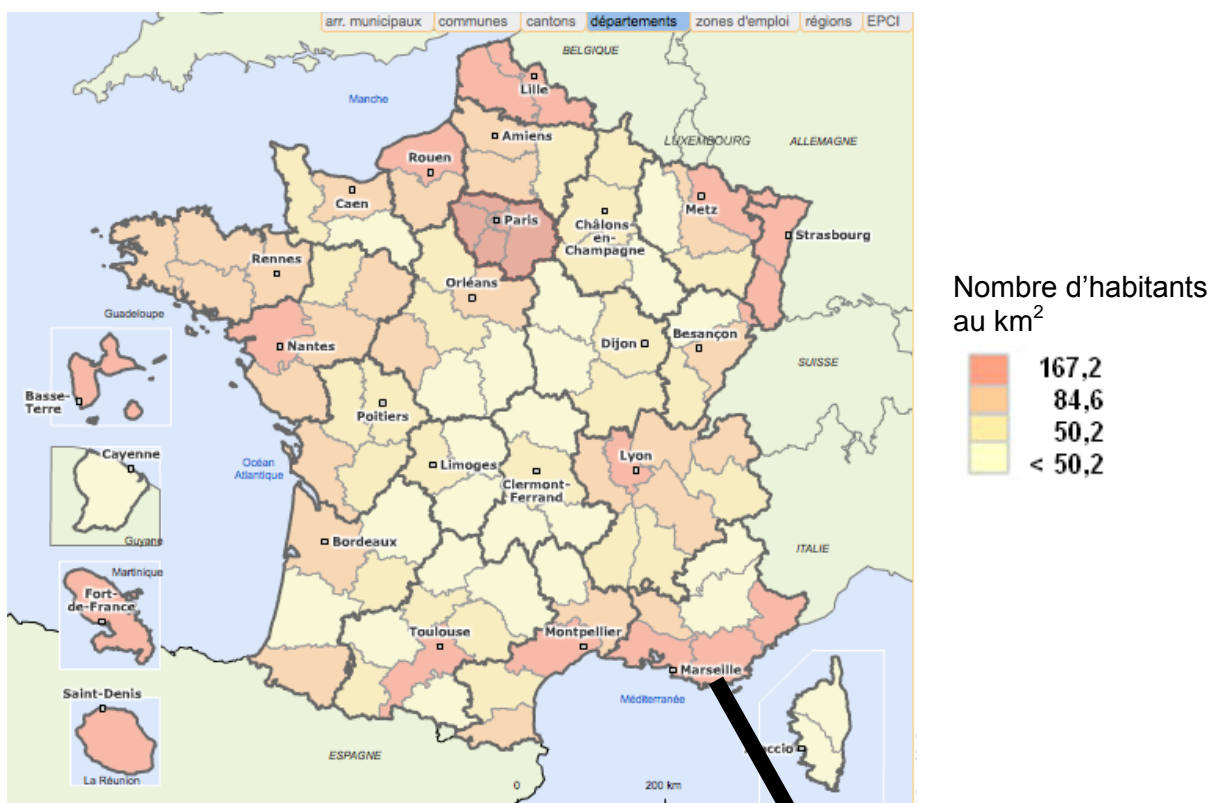 arr. municipaux communes cantons départements zones d'emploi régions EPCI
BELGIQUE
Lille
Manche
Amiens
LUXEMBOURG
ALLEMAGNE
Rouen
Caen
Paris
Metz
Châlons-
en-
Champagne
Strasbourg
Rennes
Orléans
Guadeloupe
Nantes
Dijon
Besançon
SUISSE
Basse-
Terre
Poitiers
Cayenne
Océan
Atlantique
Limoges
Clermont-
Ferrand
Lyon
Guyane
Bordeaux
ITALIE
Martinique
Fort-
de-France
Toulouse
Montpellier
Marseille
Saint-Denis
Méditerranée
La Réunion
ESPAGNE
0 200 km
Nombre d’habitants
au km²
167,2
84,6
50,2
< 50,2